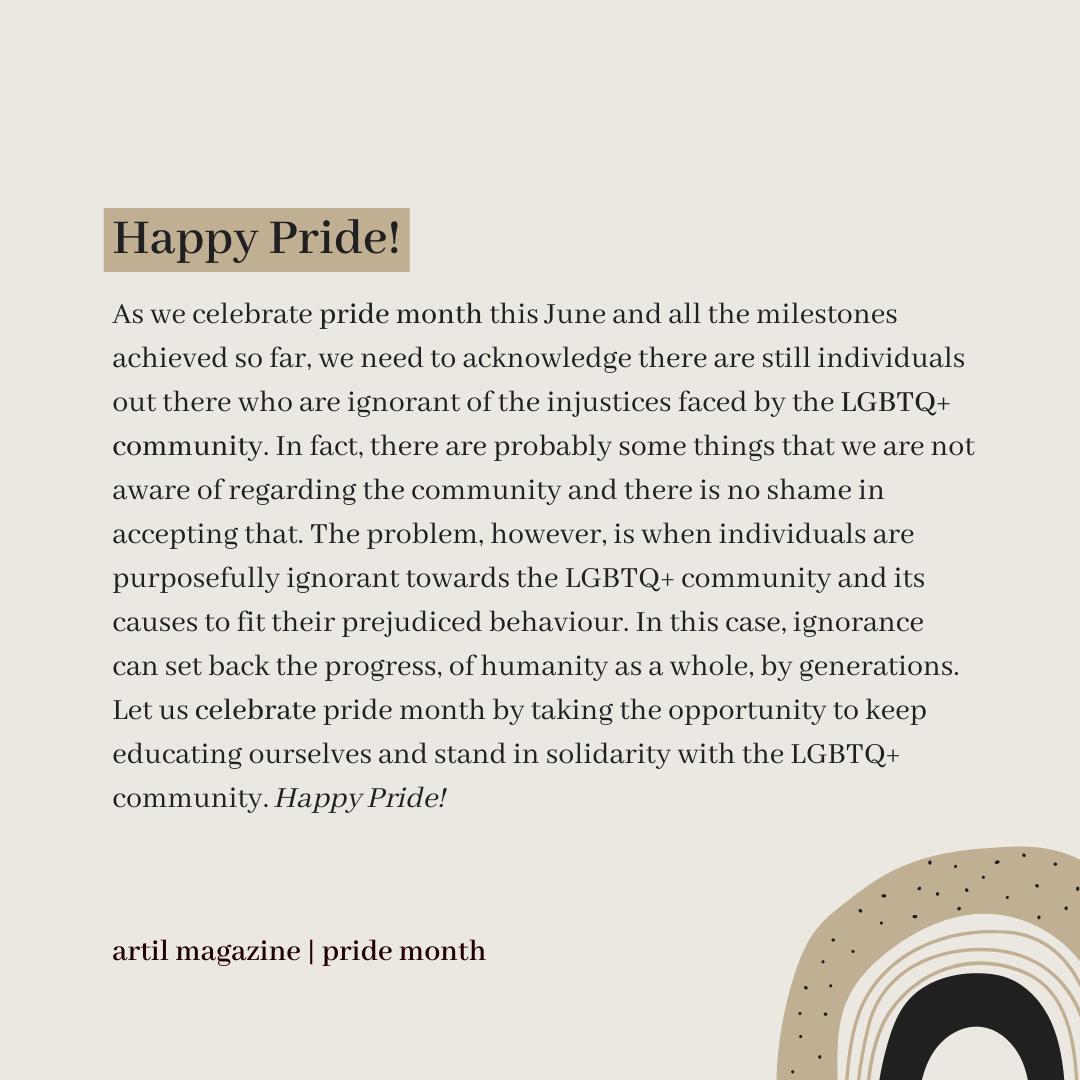 Happy Pride!
As we celebrate pride month this June and all the milestones
achieved so far, we need to acknowledge there are still individuals
out there who are ignorant of the injustices faced by the LGBTQ+
community. In fact, there are probably some things that we are not
aware of regarding the community and there is no shame in
accepting that. The problem, however, is when individuals are
purposefully ignorant towards the LGBTQ+ community and its
causes to fit their prejudiced behaviour. In this case, ignorance
can set back the progress, of humanity as a whole, by generations.
Let us celebrate pride month by taking the opportunity to keep
educating ourselves and stand in solidarity with the LGBTQ+
community. Happy Pride!
artil magazine | pride month